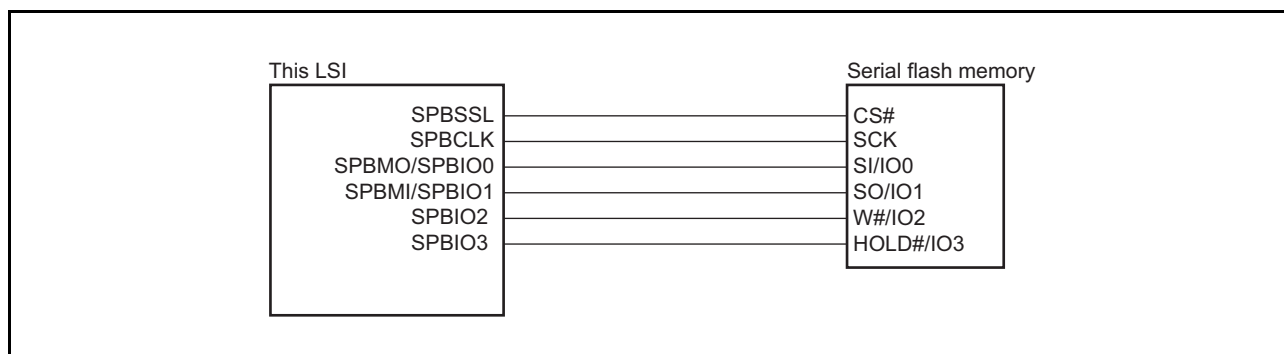 This LSI
SPBSSL
SPBCLK
SPBMO/SPBIO0
SPBMI/SPBIO1
SPBIO2
SPBIO3
Serial flash memory
CS#
SCK
SI/IO0
SO/IO1
W#/IO2
HOLD#/IO3